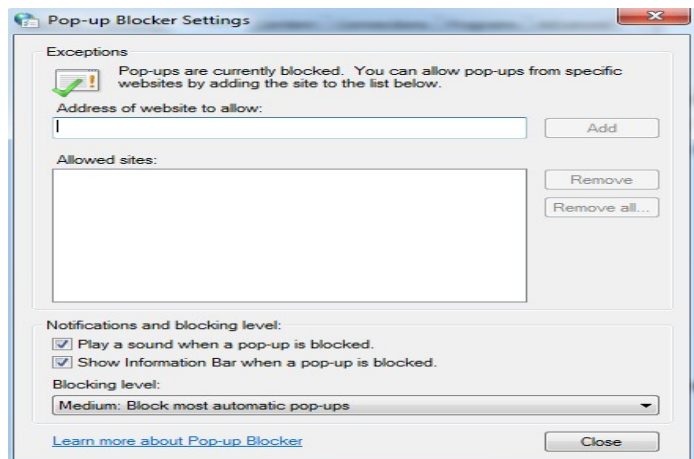 Pop-up Blocker Settings
Exceptions
Pop-ups are currently blocked. You can allow pop-ups from specific
websites by adding the site to the list below.
Address of website to allow:
Add
Allowed sites:
Remove
Remove all...
Notifications and blocking level:
Play a sound when a pop-up is blocked.
Show Information Bar when a pop-up is blocked.
Blocking level:
Medium: Block most automatic pop-ups
Learn more about Pop-up Blocker
Close